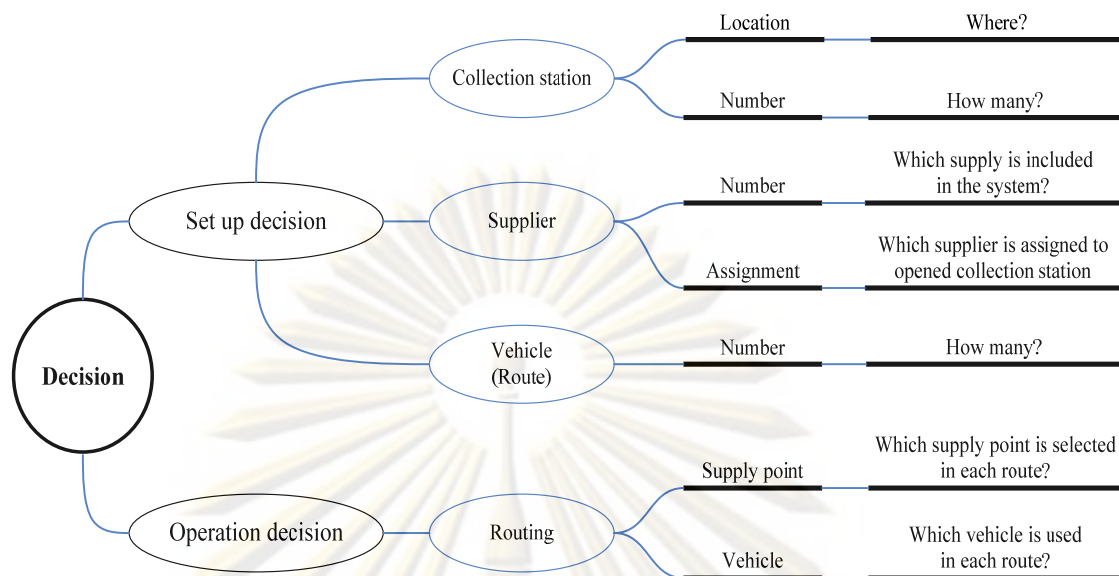 Decision
Set up decision
Collection station
Location
Where?
Number
How many?
Supplier
Number
Which supply is included
in the system?
Assignment
Which supplier is assigned to
opened collection station
Vehicle
(Route)
Number
How many?
Operation decision
Routing
Supply point
Which supply point is selected
in each route?
Vehicle
Which vehicle is used
in each route?